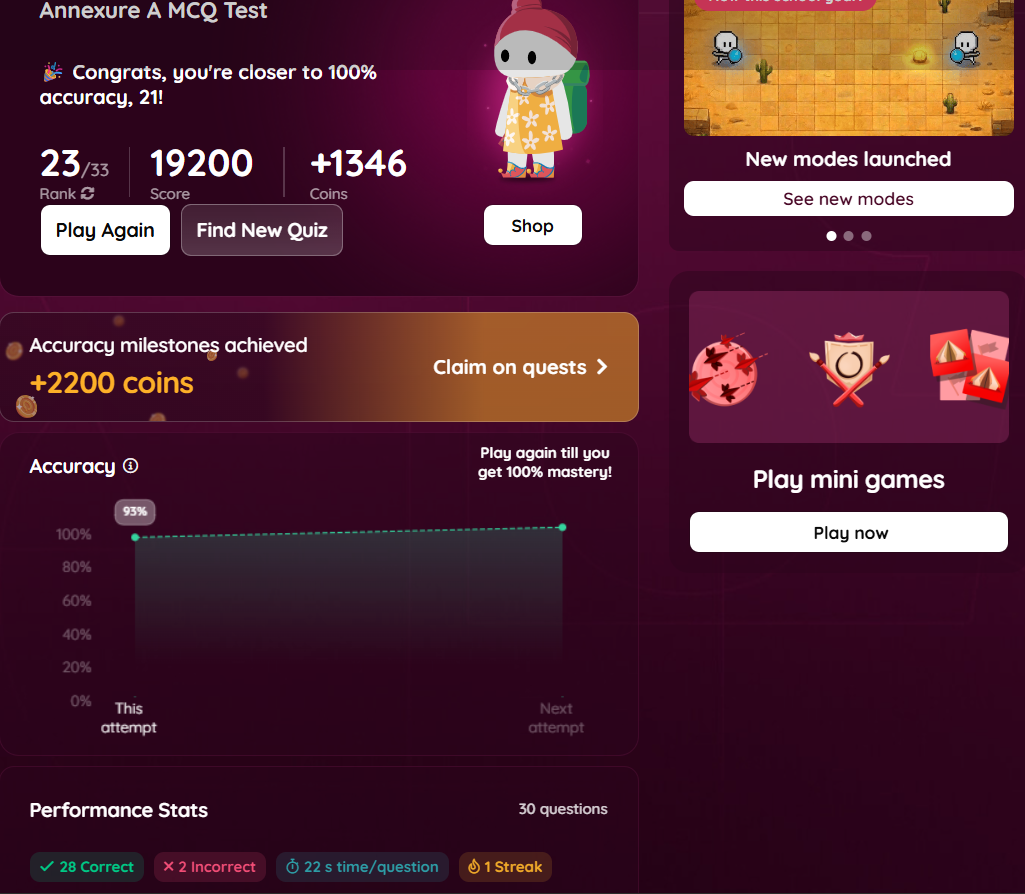 Annexure A MCQ Test
🎉 Congrats, you're closer to 100%
accuracy, 21!
23/33
Rank
19200
Score
+1346
Coins
Play Again
Find New Quiz
Shop
Accuracy milestones achieved
+2200 coins
Claim on quests
Accuracy
Play again till you
get 100% mastery!
93%
100%
80%
60%
40%
20%
0%
This
attempt
Next
attempt
Performance Stats
30 questions
28 Correct
2 Incorrect
22 s time/question
1 Streak
New modes launched
See new modes
Play mini games
Play now